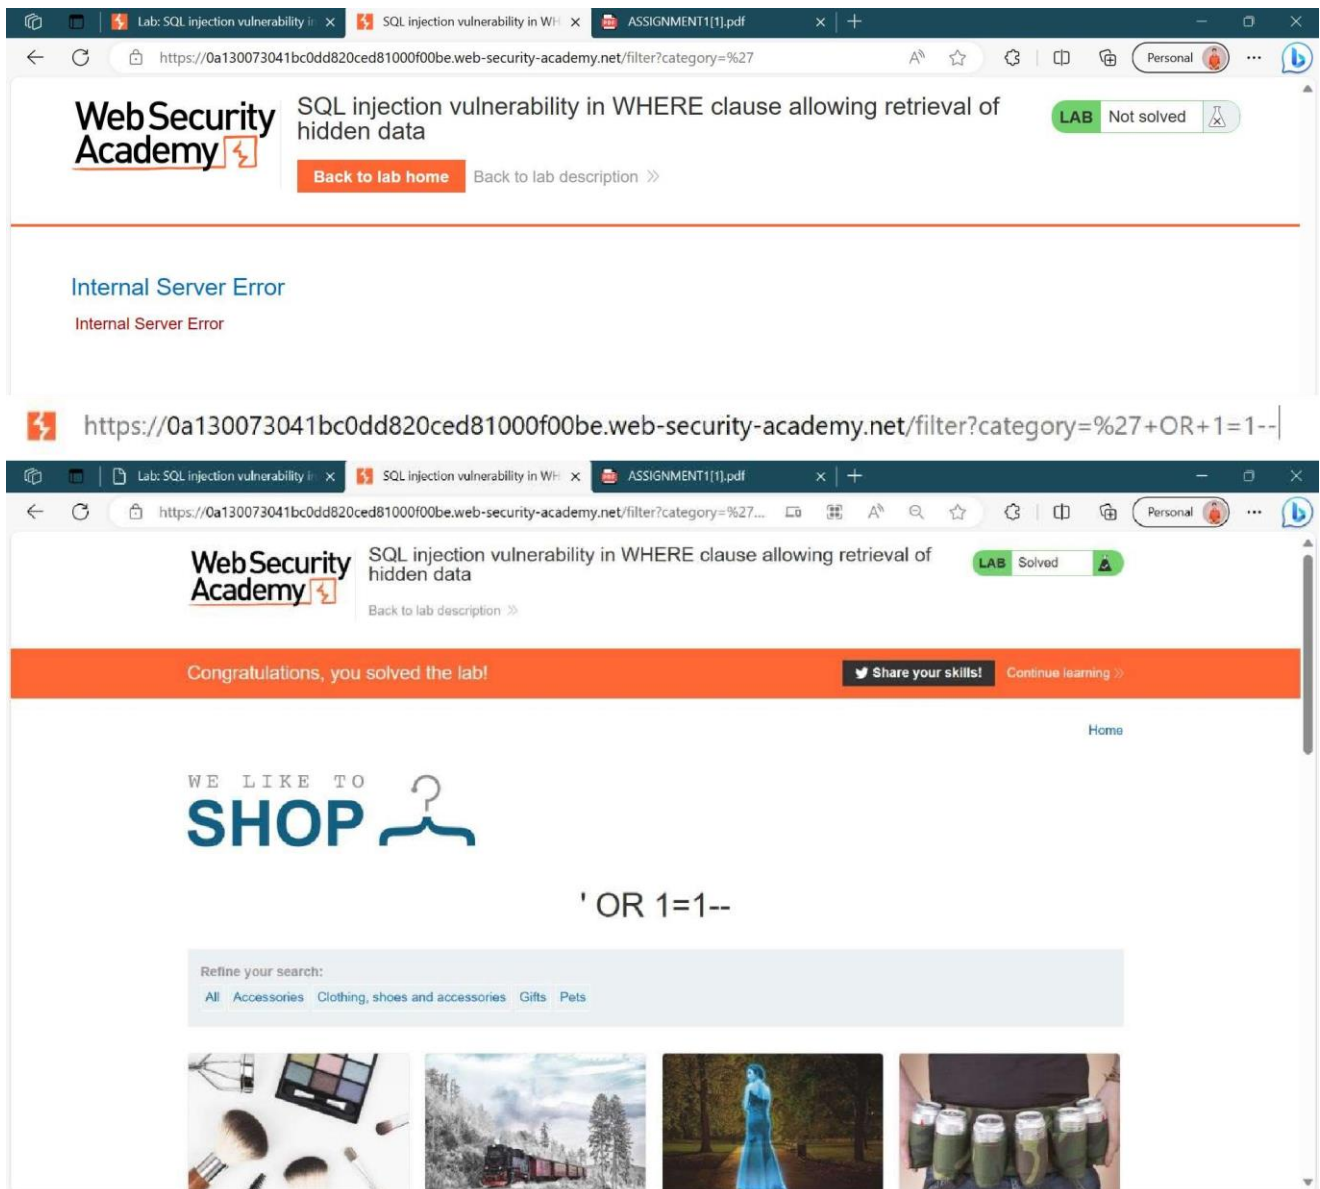 Lab: SQL injection vulnerability i
SQL injection vulnerability in WH
ASSIGNMENT1[1].pdf
https://0a130073041bc0dd820ced81000f00be.web-security-academy.net/filter?category=%27
Personal
Web Security
Academy
SQL injection vulnerability in WHERE clause allowing retrieval of
hidden data
LAB Not solved
Back to lab home Back to lab description
Internal Server Error
Internal Server Error
https://0a130073041bc0dd820ced81000f00be.web-security-academy.net/filter?category=%27+OR+1=1--
Lab: SQL injection vulnerability in
SQL injection vulnerability in WH
ASSIGNMENT1[1].pdf
https://0a130073041bc0dd820ced81000f00be.web-security-academy.net/filter?category=%27...
Personal
Web Security
Academy
SQL injection vulnerability in WHERE clause allowing retrieval of
hidden data
LAB Solved
Back to lab description
Congratulations, you solved the lab!
Share your skills!
Continue learning
Home
WE LIKE TO
SHOP
' OR 1=1--
Refine your search:
All Accessories Clothing, shoes and accessories Gifts Pets